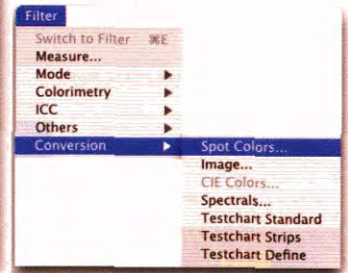 Filter
Switch to Filter ⌘E
Measure...
Mode
Colorimetry
ICC
Others
Conversion
Spot Colors...
Image...
CIE Colors...
Spectrals...
Testchart Standard
Testchart Strips
Testchart Define